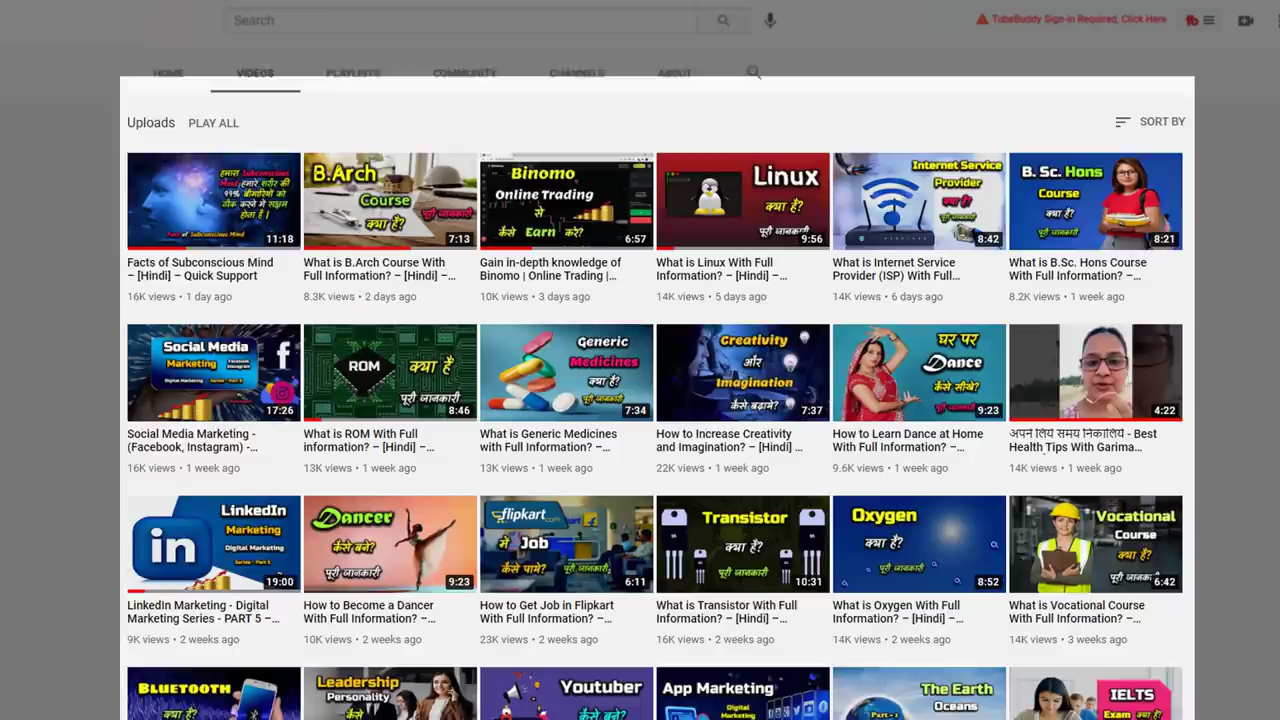 Search
TubeBuddy Sign-in Required, Click Here
HOME VIDEOS PLAYLISTS COMMUNITY CHANNELS ABOUT
Uploads PLAY ALL SORT BY
हमारा Subconscious
Mind हमारे शरीर की
99% बीमारियों को
ठीक करने में सक्षम
होता है !
Facts of Subconscious Mind
11:18
B.Arch
Course
क्या है?
पूरी जानकारी
7:13
Binomo
Online Trading
से
कैसे Earn करे?
6:57
Linux
क्या है?
पूरी जानकारी
9:56
Internet Service
Provider
क्या है?
पूरी जानकारी
8:42
B. Sc. Hons
Course
क्या है?
पूरी जानकारी
8:21
Facts of Subconscious Mind
– [Hindi] – Quick Support
16K views • 1 day ago
What is B.Arch Course With
Full Information? – [Hindi] –...
8.3K views • 2 days ago
Gain in-depth knowledge of
Binomo | Online Trading |...
10K views • 3 days ago
What is Linux With Full
Information? – [Hindi] –...
14K views • 5 days ago
What is Internet Service
Provider (ISP) With Full...
14K views • 6 days ago
What is B.Sc. Hons Course
With Full Information? –...
8.2K views • 1 week ago
Social Media
Marketing
Facebook
Instagram
Digital Marketing Series - Part 6
17:26
ROM
क्या है
पूरी जानकारी
8:46
Generic
Medicines
क्या है?
पूरी जानकारी
7:34
Creativity
और
Imagination
कैसे बढ़ाये?
7:37
घर पर
Dance
कैसे सीखे?
पूरी जानकारी
9:23
4:22
Social Media Marketing -
(Facebook, Instagram) -...
16K views • 1 week ago
What is ROM With Full
information? – [Hindi] –...
13K views • 1 week ago
What is Generic Medicines
with Full Information? –...
13K views • 1 week ago
How to Increase Creativity
and Imagination? – [Hindi] ...
22K views • 1 week ago
How to Learn Dance at Home
With Full Information? –...
9.6K views • 1 week ago
अपने लिये समय निकालिये - Best
Health Tips With Garima...
14K views • 1 week ago
LinkedIn
Marketing
Digital Marketing
Series - Part 5
in
19:00
Dancer
कैसे बने?
पूरी जानकारी
9:23
flipkart.com
में Job
कैसे पाये?
पूरी जानकारी
6:11
Transistor
क्या है?
पूरी जानकारी
10:31
Oxygen
क्या है?
पूरी जानकारी
8:52
Vocational
Course
क्या है?
पूरी जानकारी
6:42
LinkedIn Marketing - Digital
Marketing Series - PART 5 –...
9K views • 2 weeks ago
How to Become a Dancer
With Full Information? –...
10K views • 2 weeks ago
How to Get Job in Flipkart
With Full Information? –...
23K views • 2 weeks ago
What is Transistor With Full
Information? – [Hindi] –...
16K views • 2 weeks ago
What is Oxygen With Full
Information? – [Hindi] –...
14K views • 2 weeks ago
What is Vocational Course
With Full Information? –...
14K views • 3 weeks ago
Bluetooth
क्या है?
Leadership
Personality
कैसे
Youtuber
कैसे बने?
App Marketing
Digital
Marketing
The Earth
Oceans
Part - 1
IELTS
Exam क्या है?